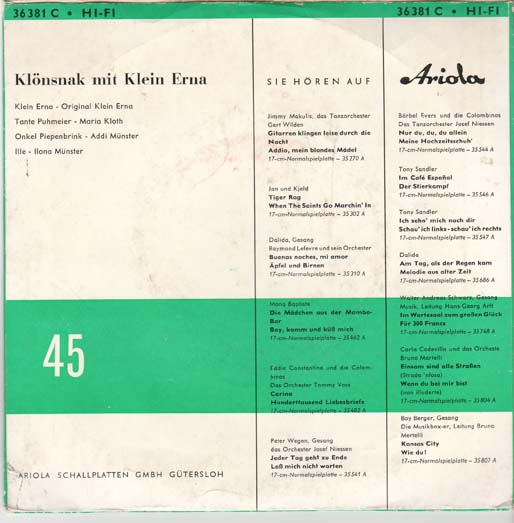 36381 C • HI-FI
36381 C • HI-FI
Klönsnak mit Klein Erna
Klein Erna - Original Klein Erna
Tante Puhmeier - Maria Kloth
Onkel Piepenbrink - Addi Münster
Ille - Ilona Münster
45
ARIOLA SCHALLPLATTEN GMBH GÜTERSLOH
SIE HÖREN AUF
Jimmy Makulis, das Tanzorchester
Gert Wilden
Gitarren klingen leise durch die
Nacht
Addio, mein blondes Mädel
17-cm-Normalspielplatte – 35270 A
Jan und Kjeld
Tiger Rag
When The Saints Go Marchin' In
17-cm-Normalspielplatte – 35302 A
Dalida, Gesang
Raymond Lefevre und sein Orchester
Buenas noches, mi amor
Äpfel und Birnen
17-cm-Normalspielplatte – 35310 A
Mona Baptiste
Die Mädchen aus der Mambo-
Bar
Boy, komm und küß mich
17-cm-Normalspielplatte – 35462 A
Eddie Constantine und die Colom-
binos
Das Orchester Tommy Voss
Carina
Hunderttausend Liebesbriefe
17-cm-Normalspielplatte – 35482 A
Peter Wegen, Gesang
das Orchester Josef Niessen
Jeder Tag geht zu Ende
Laß mich nicht warten
17-cm-Normalspielplatte – 35541 A
Ariola
Bärbel Evers und die Colombinos
Das Tanzorchester Josef Niessen
Nur du, du, du allein
Meine Hochzeitsschuh'
17-cm-Normalspielplatte – 35544 A
Tony Sandler
Im Café Español
Der Stierkampf
17-cm-Normalspielplatte – 35546 A
Tony Sandler
Ich sehn' mich nach dir
Schau' ich links - schau' ich rechts
17-cm-Normalspielplatte – 35547 A
Dalida
Am Tag, als der Regen kam
Melodie aus alter Zeit
17-cm-Normalspielplatte – 35686 A
Walter Andreas Schwarz, Gesang
Musik, Leitung Hans-Georg Arlt
Im Wartesaal zum großen Glück
Für 300 Francs
17-cm-Normalspielplatte – 35748 A
Carla Codevilla und das Orchester
Bruno Martelli
Einsam sind alle Straßen
(Strada 'nfosa)
Wenn du bei mir bist
(non illuderte)
17-cm-Normalspielplatte – 35804 A
Boy Berger, Gesang
Die Musikbox-er, Leitung Bruno
Martelli
Kansas City
Wie du!
17-cm-Normalspielplatte – 35807 A